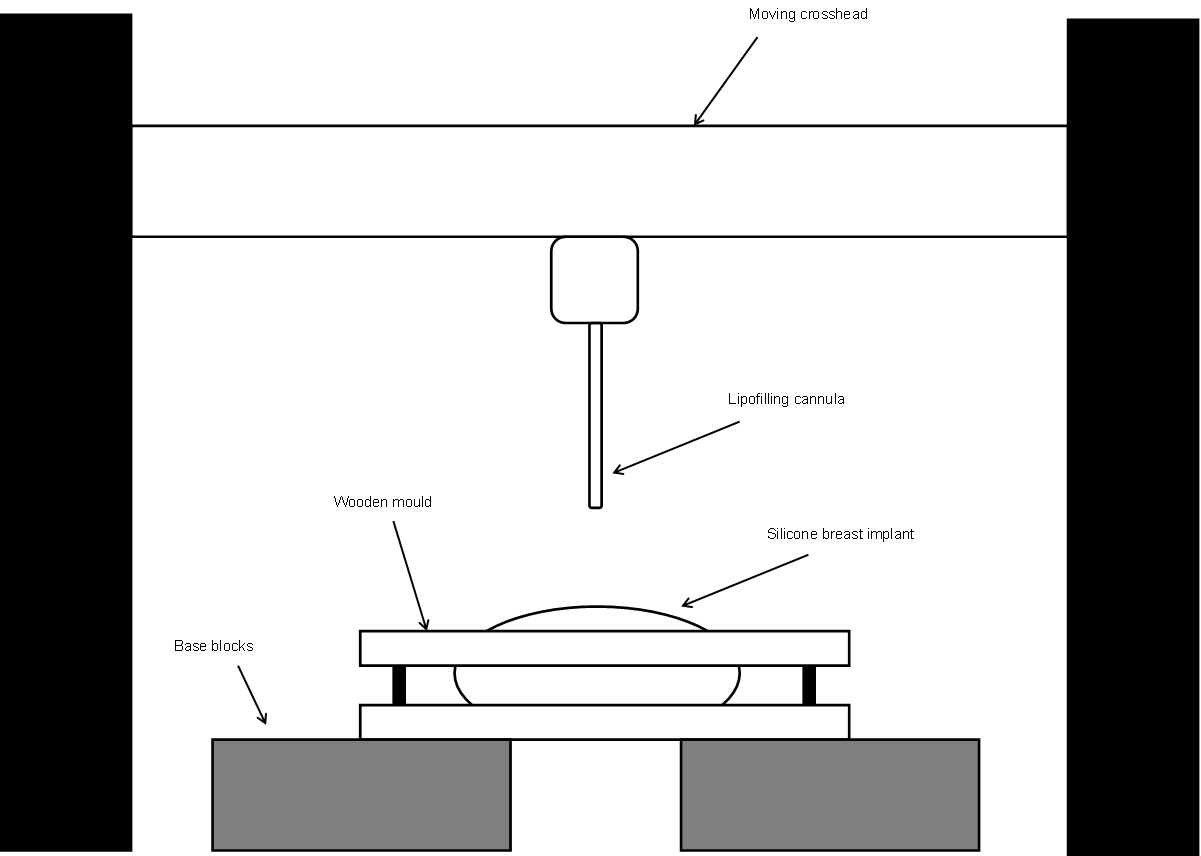 Moving crosshead
Lipofilling cannula
Wooden mould
Silicone breast implant
Base blocks